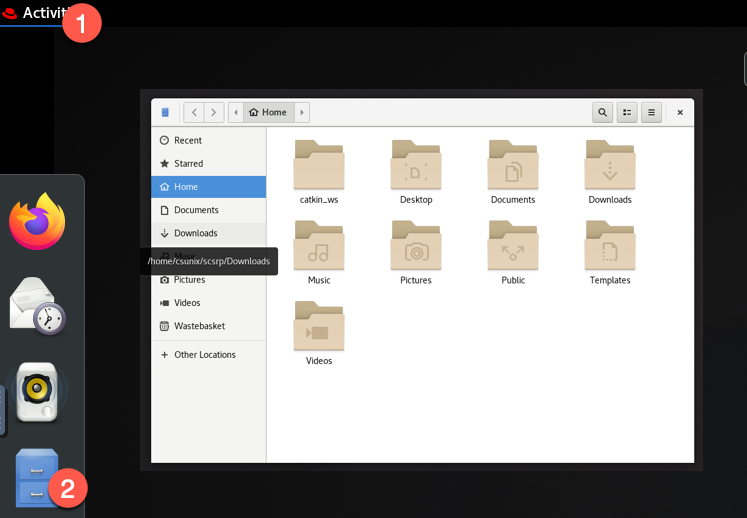 Activiti
1
Home
Recent
Starred
Home
Documents
Downloads
/home/csunix/scsrp/Downloads
Music
Pictures
Videos
Wastebasket
Other Locations
catkin_ws
Desktop
Documents
Downloads
Music
Pictures
Public
Templates
Videos
2